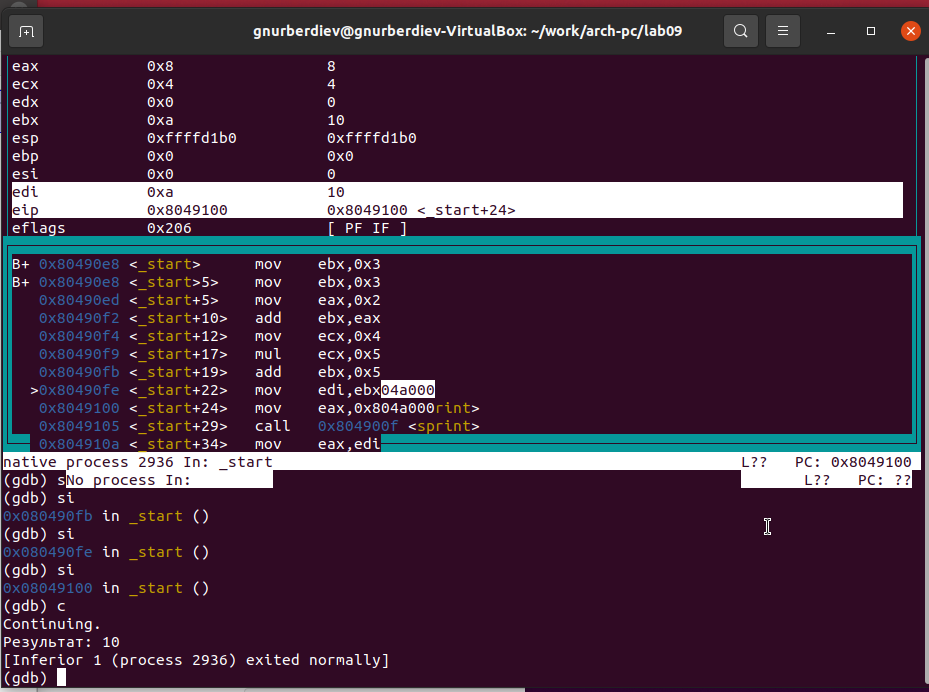 gnurberdiev@gnurberdiev-VirtualBox: ~/work/arch-pc/lab09
eax 0x8 8
ecx 0x4 4
edx 0x0 0
ebx 0xa 10
esp 0xffffd1b0 0xffffd1b0
ebp 0x0 0x0
esi 0x0 0
edi 0xa 10
eip 0x8049100 0x8049100 <_start+24>
eflags 0x206 [ PF IF ]
B+ 0x80490e8 <_start> mov ebx,0x3
B+ 0x80490e8 <_start>5> mov ebx,0x3
0x80490ed <_start+5> mov eax,0x2
0x80490f2 <_start+10> add ebx,eax
0x80490f4 <_start+12> mov ecx,0x4
0x80490f9 <_start+17> mul ecx,0x5
0x80490fb <_start+19> add ebx,0x5
>0x80490fe <_start+22> mov edi,ebx04a000
0x8049100 <_start+24> mov eax,0x804a000rint>
0x8049105 <_start+29> call 0x804900f <sprint>
0x804910a <_start+34> mov eax,edi
native process 2936 In: _start L?? PC: 0x8049100
(gdb) sNo process In: L?? PC: ??
(gdb) si
0x080490fb in _start ()
(gdb) si
0x080490fe in _start ()
(gdb) si
0x08049100 in _start ()
(gdb) c
Continuing.
Результат: 10
[Inferior 1 (process 2936) exited normally]
(gdb)